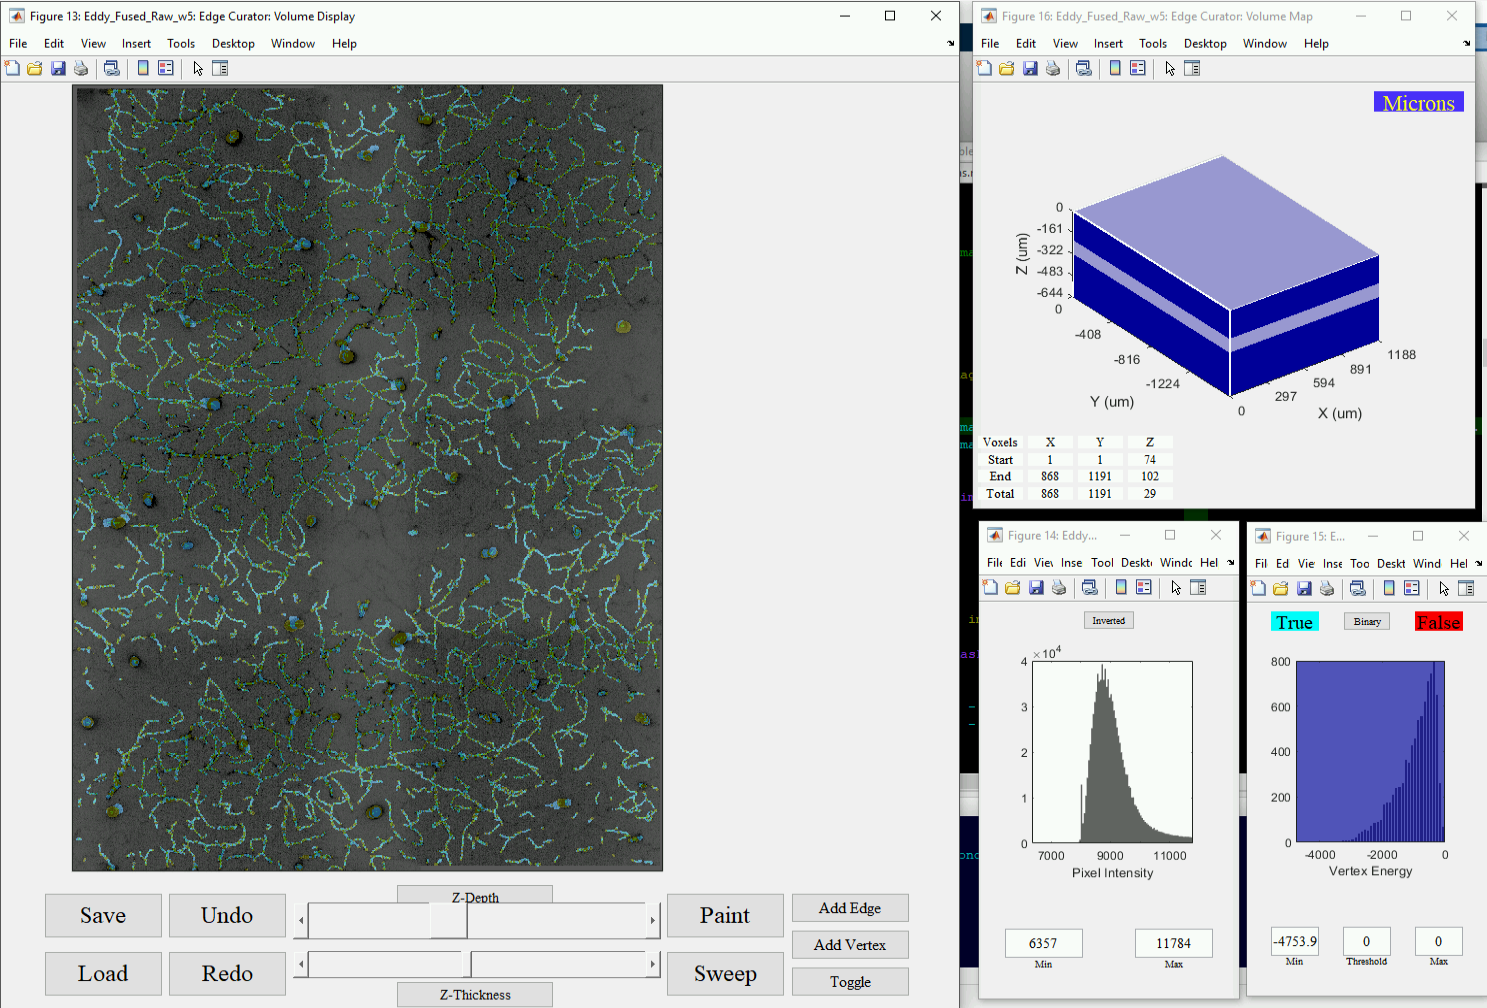 Figure 13: Eddy_Fused_Raw_w5: Edge Curator: Volume Display
File Edit View Insert Tools Desktop Window Help
Save
Undo
Z-Depth
Paint
Add Edge
Add Vertex
Load
Redo
Z-Thickness
Sweep
Toggle
Figure 16: Eddy_Fused_Raw_w5: Edge Curator: Volume Map
File Edit View Insert Tools Desktop Window Help
Microns
0
-161
-322
-483
-644
Z (um)
0
-408
-816
-1224
Y (um)
0
297
594
891
1188
X (um)
Voxels X Y Z
Start 1 1 74
End 868 1191 102
Total 868 1191 29
Figure 14: Eddy...
File Edi Inse Tool Deskt Help
Inverted
×10^4
4
3
2
1
0
7000 9000 11000
Pixel Intensity
6357 11784
Min Max
Figure 15: E...
Fil Ed Vie Inse Too Deskt Wind Hel
True Binary False
800
600
400
200
0
-4000 -2000 0
Vertex Energy
-4753.9 0 0
Min Threshold Max